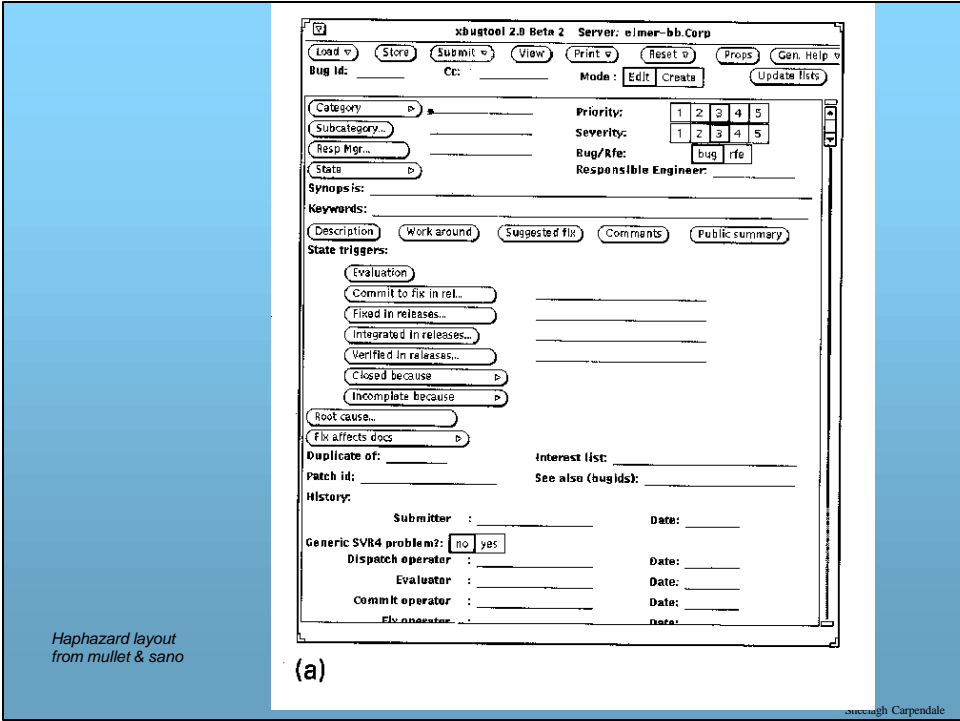 xbugtool 2.0 Beta 2 Server: elmer-bb.Corp
Load Store Submit View Print Reset Props Gen. Help
Bug Id: Cc: Mode : Edit Create Update lists
Category Priority: 1 2 3 4 5
Subcategory... Severity: 1 2 3 4 5
Resp Mgr... Bug/Rfe: bug rfe
State Responsible Engineer:
Synopsis:
Keywords:
Description Work around Suggested fix Comments Public summary
State triggers:
Evaluation
Commit to fix in rel...
Fixed in releases...
Integrated in releases...
Verified in releases...
Closed because
Incomplete because
Root cause...
Fix affects docs
Duplicate of: Interest list:
Patch id: See also (bugids):
History:
Submitter : Date:
Generic SVR4 problem?: no yes
Dispatch operator : Date:
Evaluator : Date:
Commit operator : Date:
Fix operator : Date:
Haphazard layout
from mullet & sano
(a)
Sheelagh Carpendale